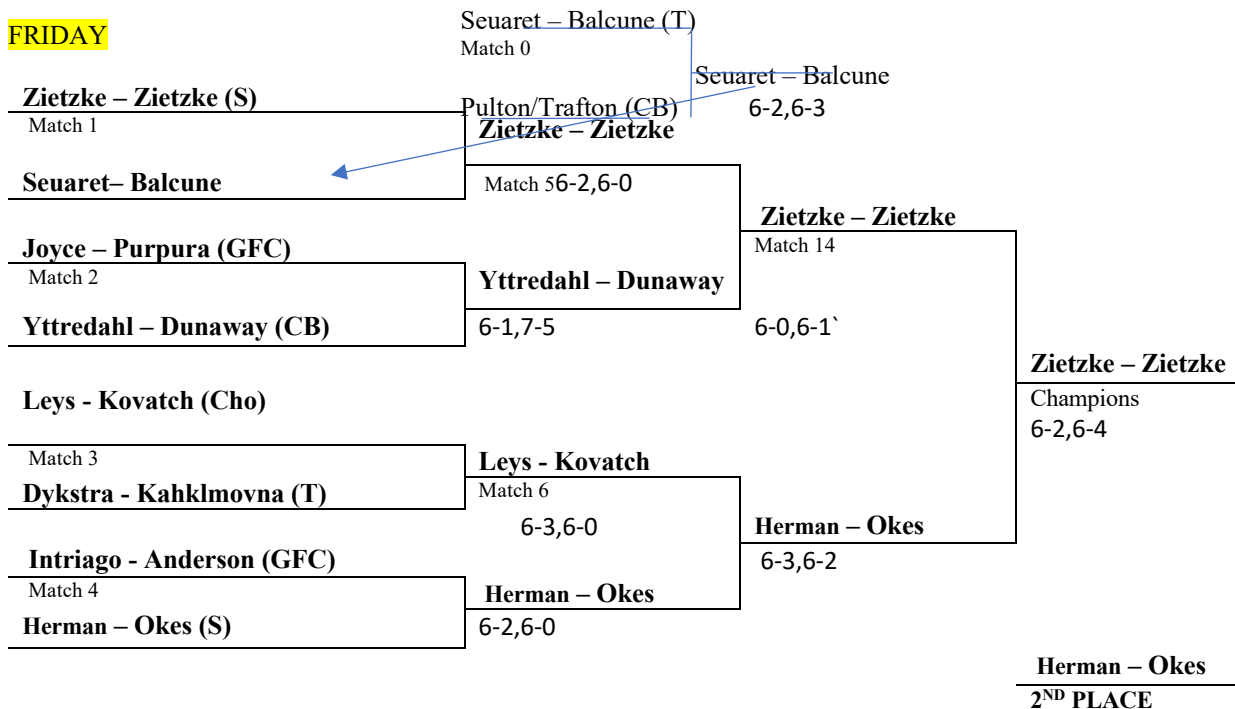 FRIDAY
Seuaret – Balcune (T)
Match 0
Seuaret – Balcune
Pulton/Trafton (CB)
6-2,6-3
Zietzke – Zietzke (S)
Match 1
Seuaret– Balcune
Zietzke – Zietzke
Match 56-2,6-0
Joyce – Purpura (GFC)
Match 2
Yttredahl – Dunaway (CB)
Yttredahl – Dunaway
6-1,7-5
Zietzke – Zietzke
Match 14
6-0,6-1`
Leys - Kovatch (Cho)
Match 3
Dykstra - Kahklmovna (T)
Leys - Kovatch
Match 6
6-3,6-0
Intriago - Anderson (GFC)
Match 4
Herman – Okes (S)
Herman – Okes
6-2,6-0
Herman – Okes
6-3,6-2
Zietzke – Zietzke
Champions
6-2,6-4
Herman – Okes
2ND PLACE